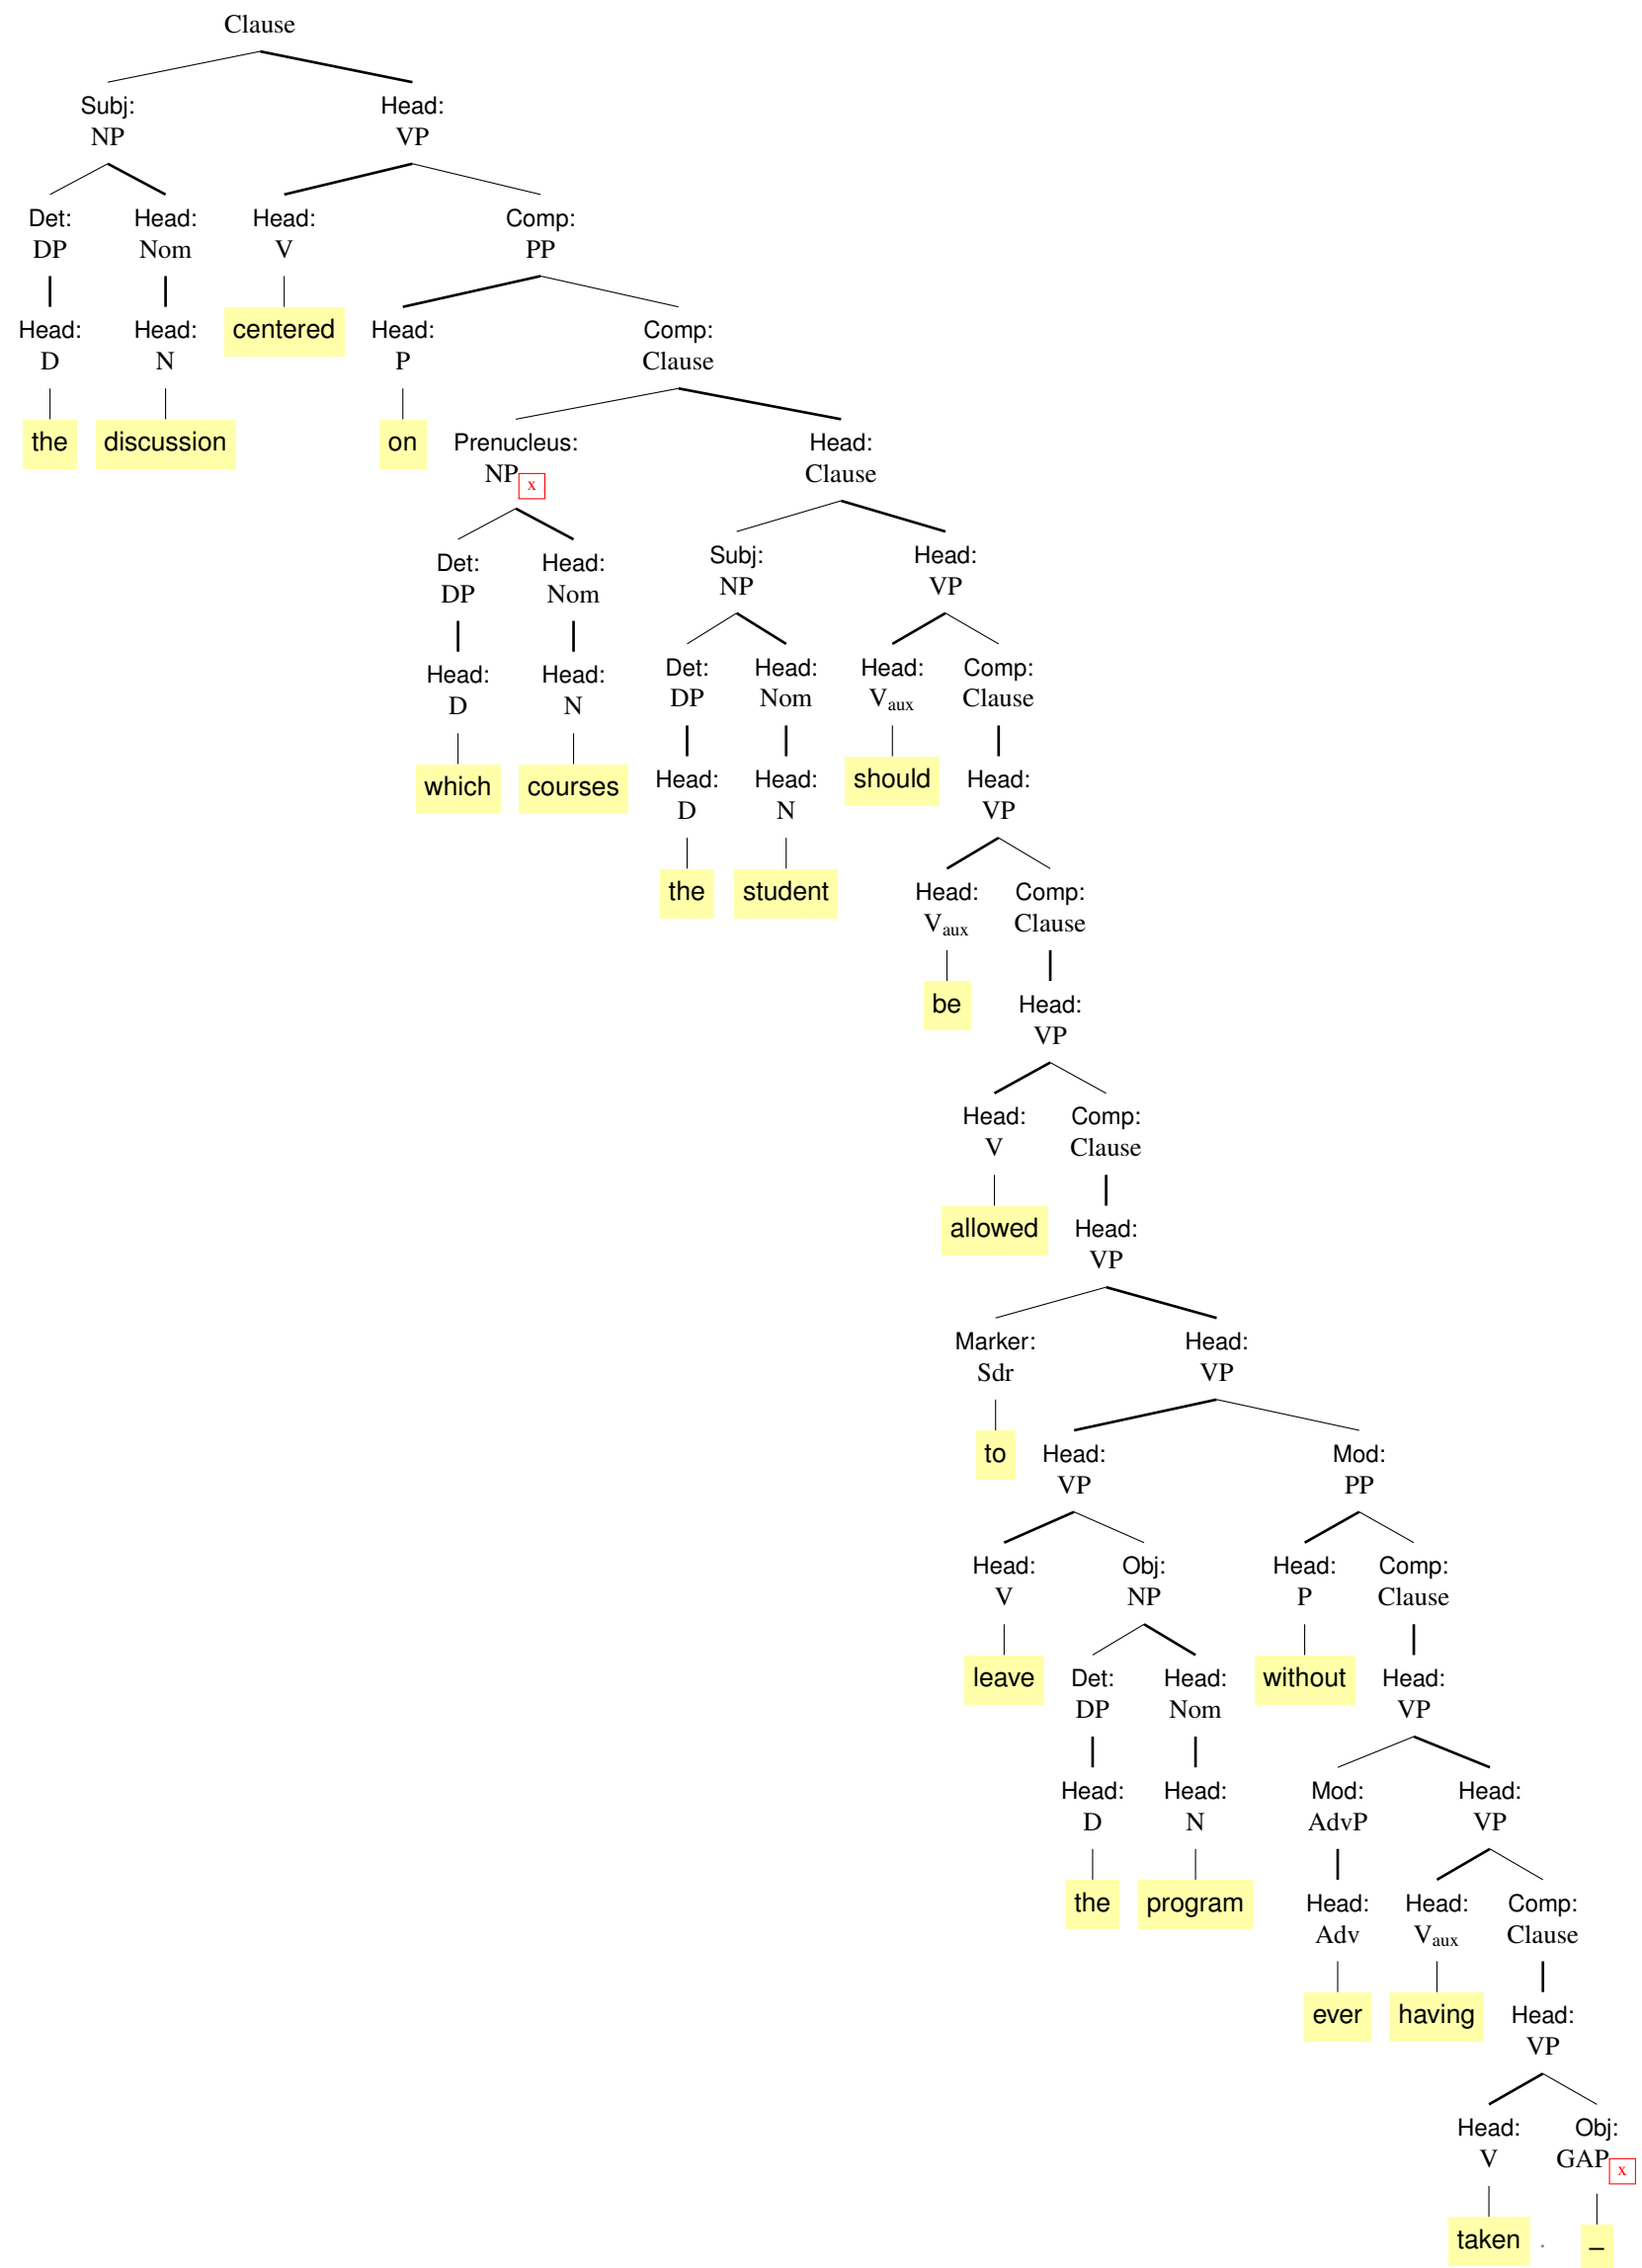 Clause
Subj: Head:
NP VP
Det: Head: Head: Comp:
DP Nom V PP
Head: Head: centered Head: Comp:
D N P Clause
the discussion on Prenucleus: Head:
NP x Clause
Det: Head: Subj: Head:
DP Nom NP VP
Head: Head: Det: Head: Head: Comp:
D N DP Nom Vaux Clause
which courses Head: Head: should Head:
D N VP
the student Head: Comp:
Vaux Clause
be Head:
VP
Head: Comp:
V Clause
allowed Head:
VP
Marker: Head:
Sdr VP
to Head: Mod:
VP PP
Head: Obj: Head: Comp:
V NP P Clause
leave Det: Head: without Head:
DP Nom VP
Head: Head: Mod: Head:
D N AdvP VP
the program Head: Head: Comp:
Adv Vaux Clause
ever having Head:
VP
Head: Obj:
V GAP x
taken . –